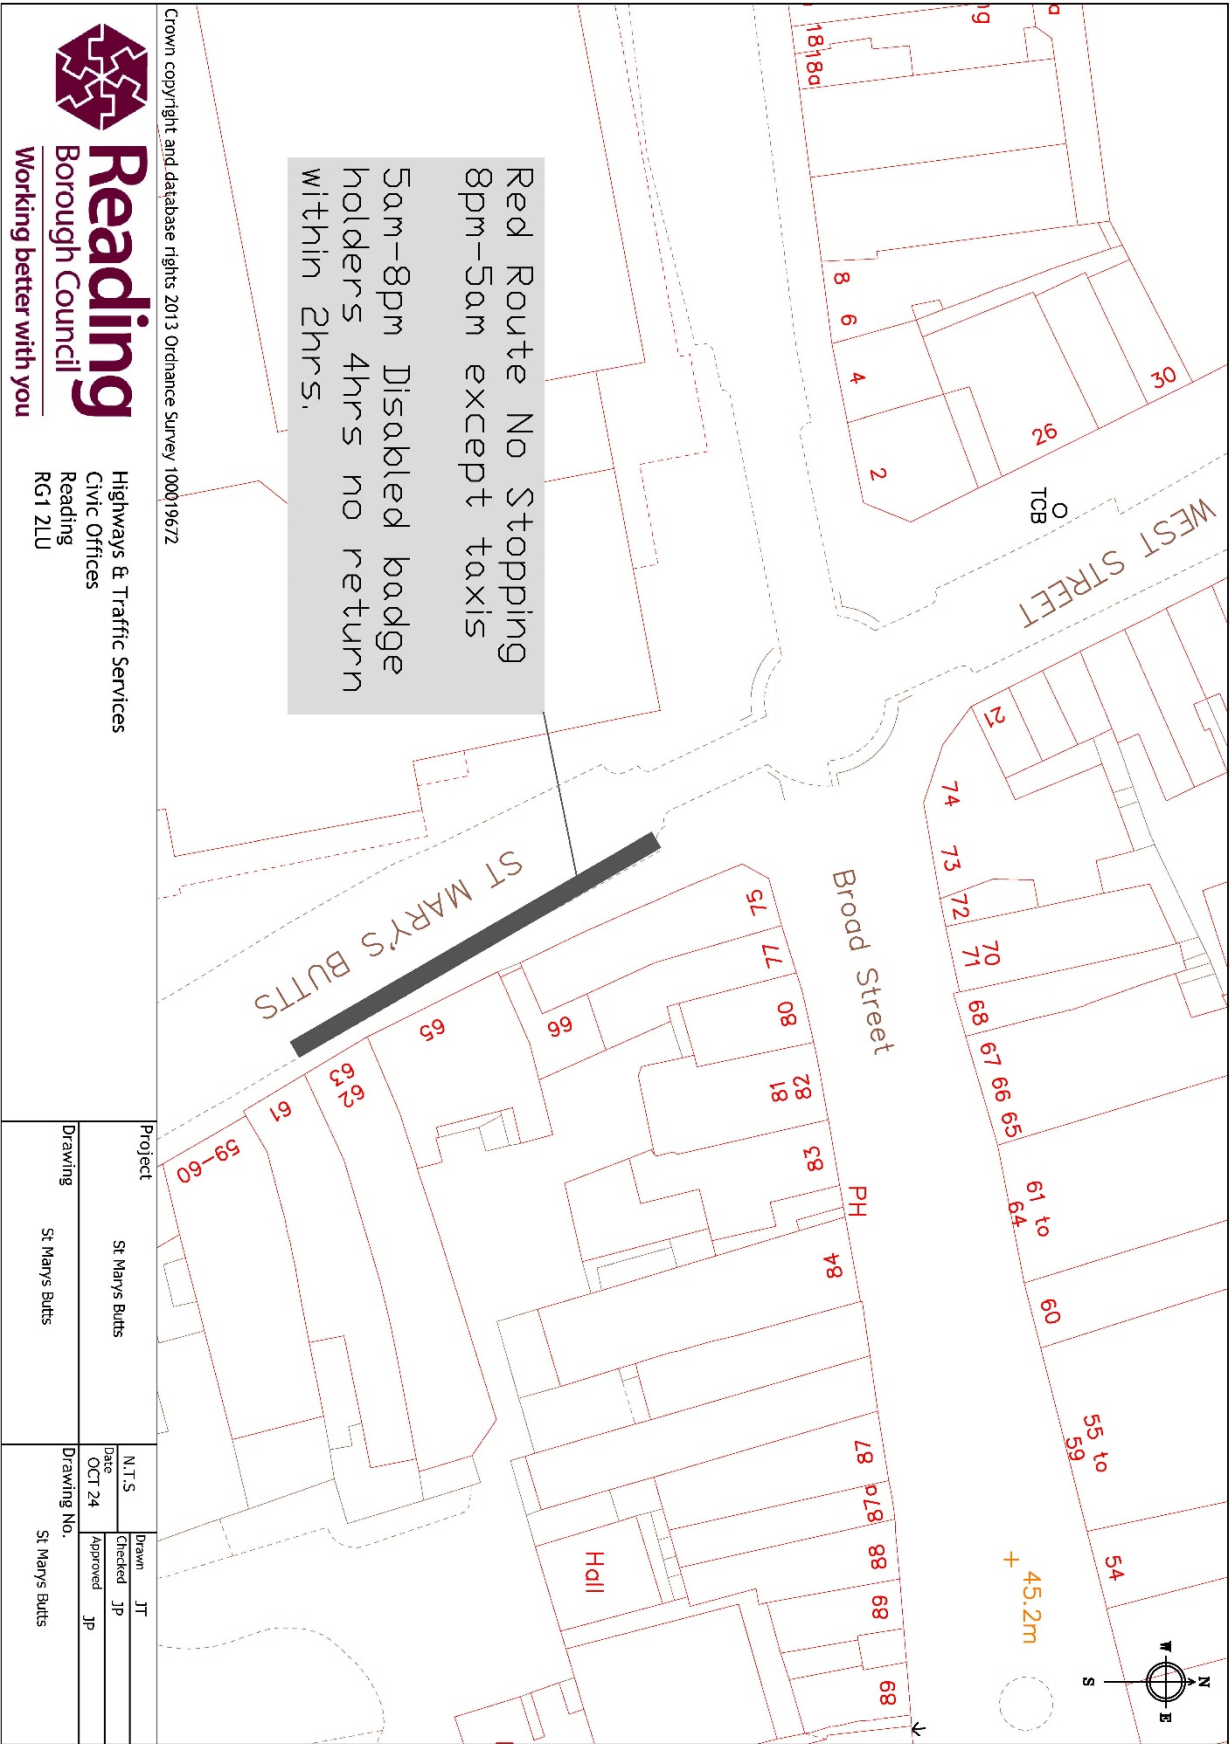 Red Route No Stopping
8pm-5am except taxis
5am-8pm Disabled badge
holders 4hrs no return
within 2hrs.
WEST STREET
ST MARY'S BUTTS
Broad Street
TCB
PH
Hall
+ 45.2m
N
W
E
S
18
18a
8
6
4
2
26
30
21
74
73
72
70
71
68
67
66
65
61 to
64
60
55 to
59
54
75
77
80
82
81
83
84
87
87a
88
89
89
66
65
63
62
61
59-60
Crown copyright and database rights 2013 Ordnance Survey 100019672
Reading
Borough Council
Working better with you
Highways & Traffic Services
Civic Offices
Reading
RG1 2LU
Project
St Marys Butts
Drawing
St Marys Butts
N.T.S
Date
OCT 24
Drawn JT
Checked JP
Approved JP
Drawing No.
St Marys Butts